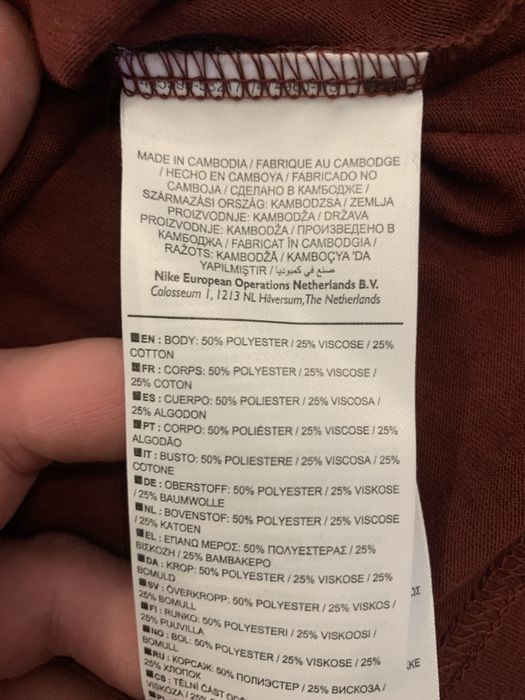 MADE IN CAMBODIA / FABRIQUE AU CAMBODGE
/ HECHO EN CAMBOYA / FABRICADO NO
CAMBOJA / СДЕЛАНО В КАМБОДЖЕ /
SZÁRMAZÁSI ORSZÁG: KAMBODZSA / ZEMLJA
PROIZVODNJE: KAMBODŽA / DRŽAVA
PROIZVODNJE: KAMBODŽA / ПРОИЗВЕДЕНО В
КАМБОДЖА / FABRICAT ÎN CAMBODGIA /
RAŽOTS: KAMBODŽĀ / KAMBOÇYA 'DA
YAPILMIŞTIR / صنع في كمبوديا
Nike European Operations Netherlands B.V.
Colosseum 1, 1213 NL Hilversum, The Netherlands
EN : BODY: 50% POLYESTER / 25% VISCOSE / 25%
COTTON
FR : CORPS: 50% POLYESTER / 25% VISCOSE /
25% COTON
ES : CUERPO: 50% POLIESTER / 25% VISCOSA /
25% ALGODON
PT : CORPO: 50% POLIÉSTER / 25% VISCOSE / 25%
ALGODÃO
IT : BUSTO: 50% POLIESTERE / 25% VISCOSA / 25%
COTONE
DE : OBERSTOFF: 50% POLYESTER / 25% VISKOSE
/ 25% BAUMWOLLE
NL : BOVENSTOF: 50% POLYESTER / 25% VISCOSE
/ 25% KATOEN
EL : ΕΠΑΝΩ ΜΕΡΟΣ: 50% ΠΟΛΥΕΣΤΕΡΑΣ / 25%
ΒΙΣΚΟΖΗ / 25% ΒΑΜΒΑΚΕΡΟ
DA : KROP: 50% POLYESTER / 25% VISKOSE / 25%
BOMULD
SV : ÖVERKROPP: 50% POLYESTER / 25% VISKOS /
25% BOMULL
FI : RUNKO: 50% POLYESTERI / 25% VISKOOSI /
25% PUUVILLA
NO : BOL: 50% POLYESTER / 25% VISKOSE / 25%
BOMULL
RU : КОРСАЖ: 50% ПОЛИЭСТЕР / 25% ВИСКОЗА /
25% ХЛОПОК
CS : TĚLNÍ ČÁST ODĚ
VISKÓZA / 25%
PL